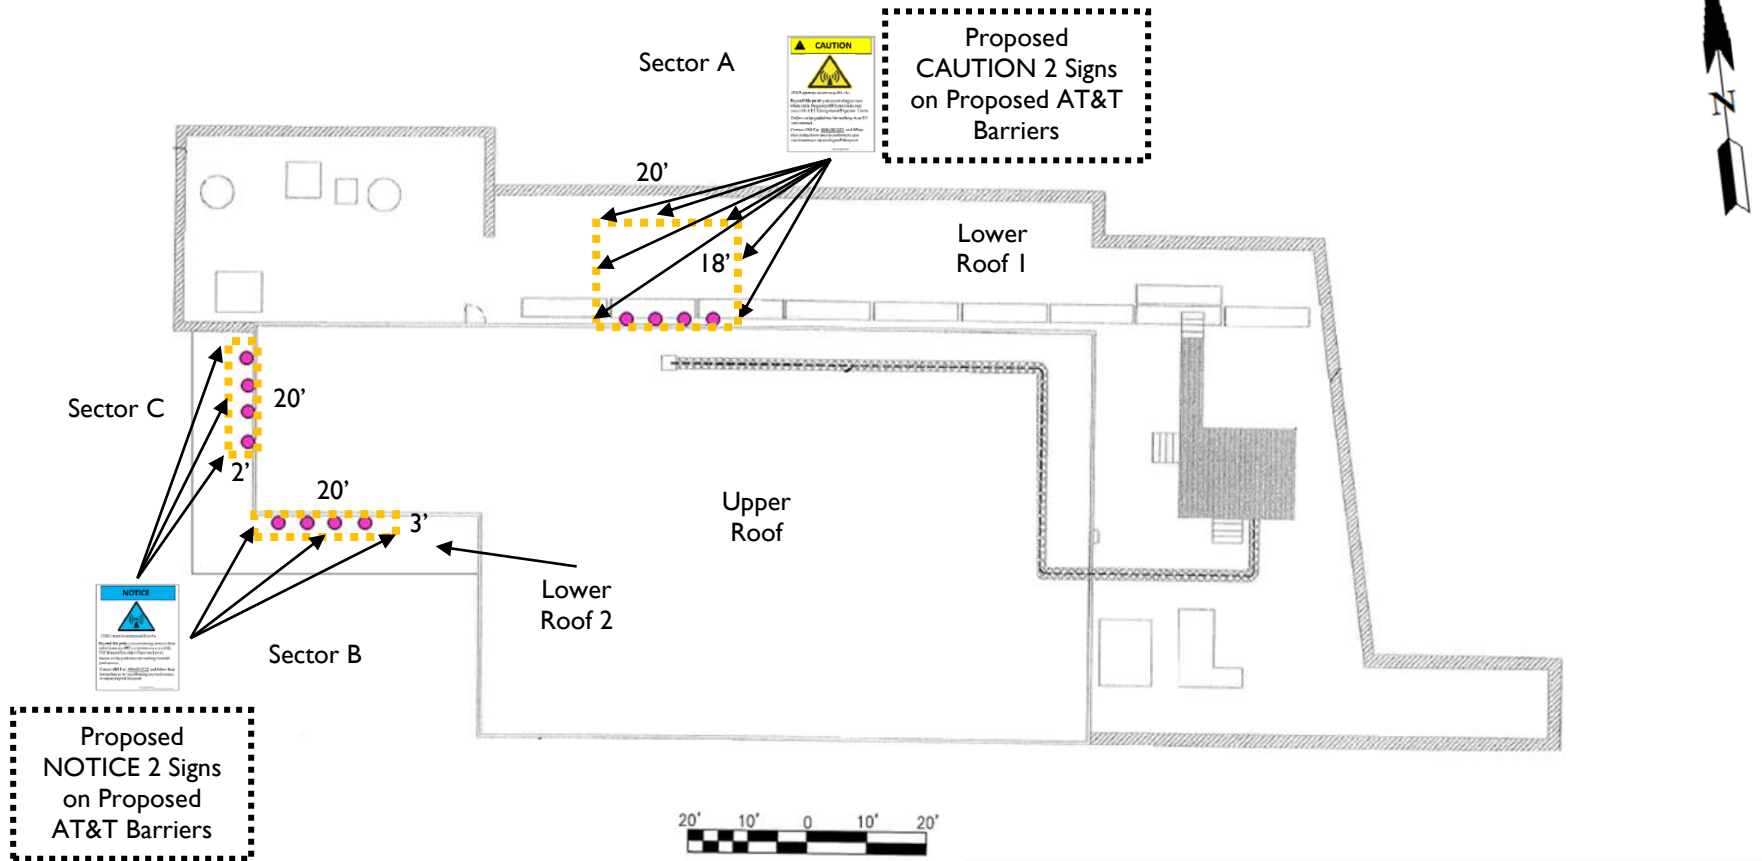 Sector A
CAUTION
Proposed
CAUTION 2 Signs
on Proposed AT&T
Barriers
N
20’
18’
Lower
Roof 1
Sector C
20’
2’
20’
3’
Upper
Roof
Lower
Roof 2
NOTICE
Sector B
Proposed
NOTICE 2 Signs
on Proposed
AT&T Barriers
20' 10' 0 10' 20'